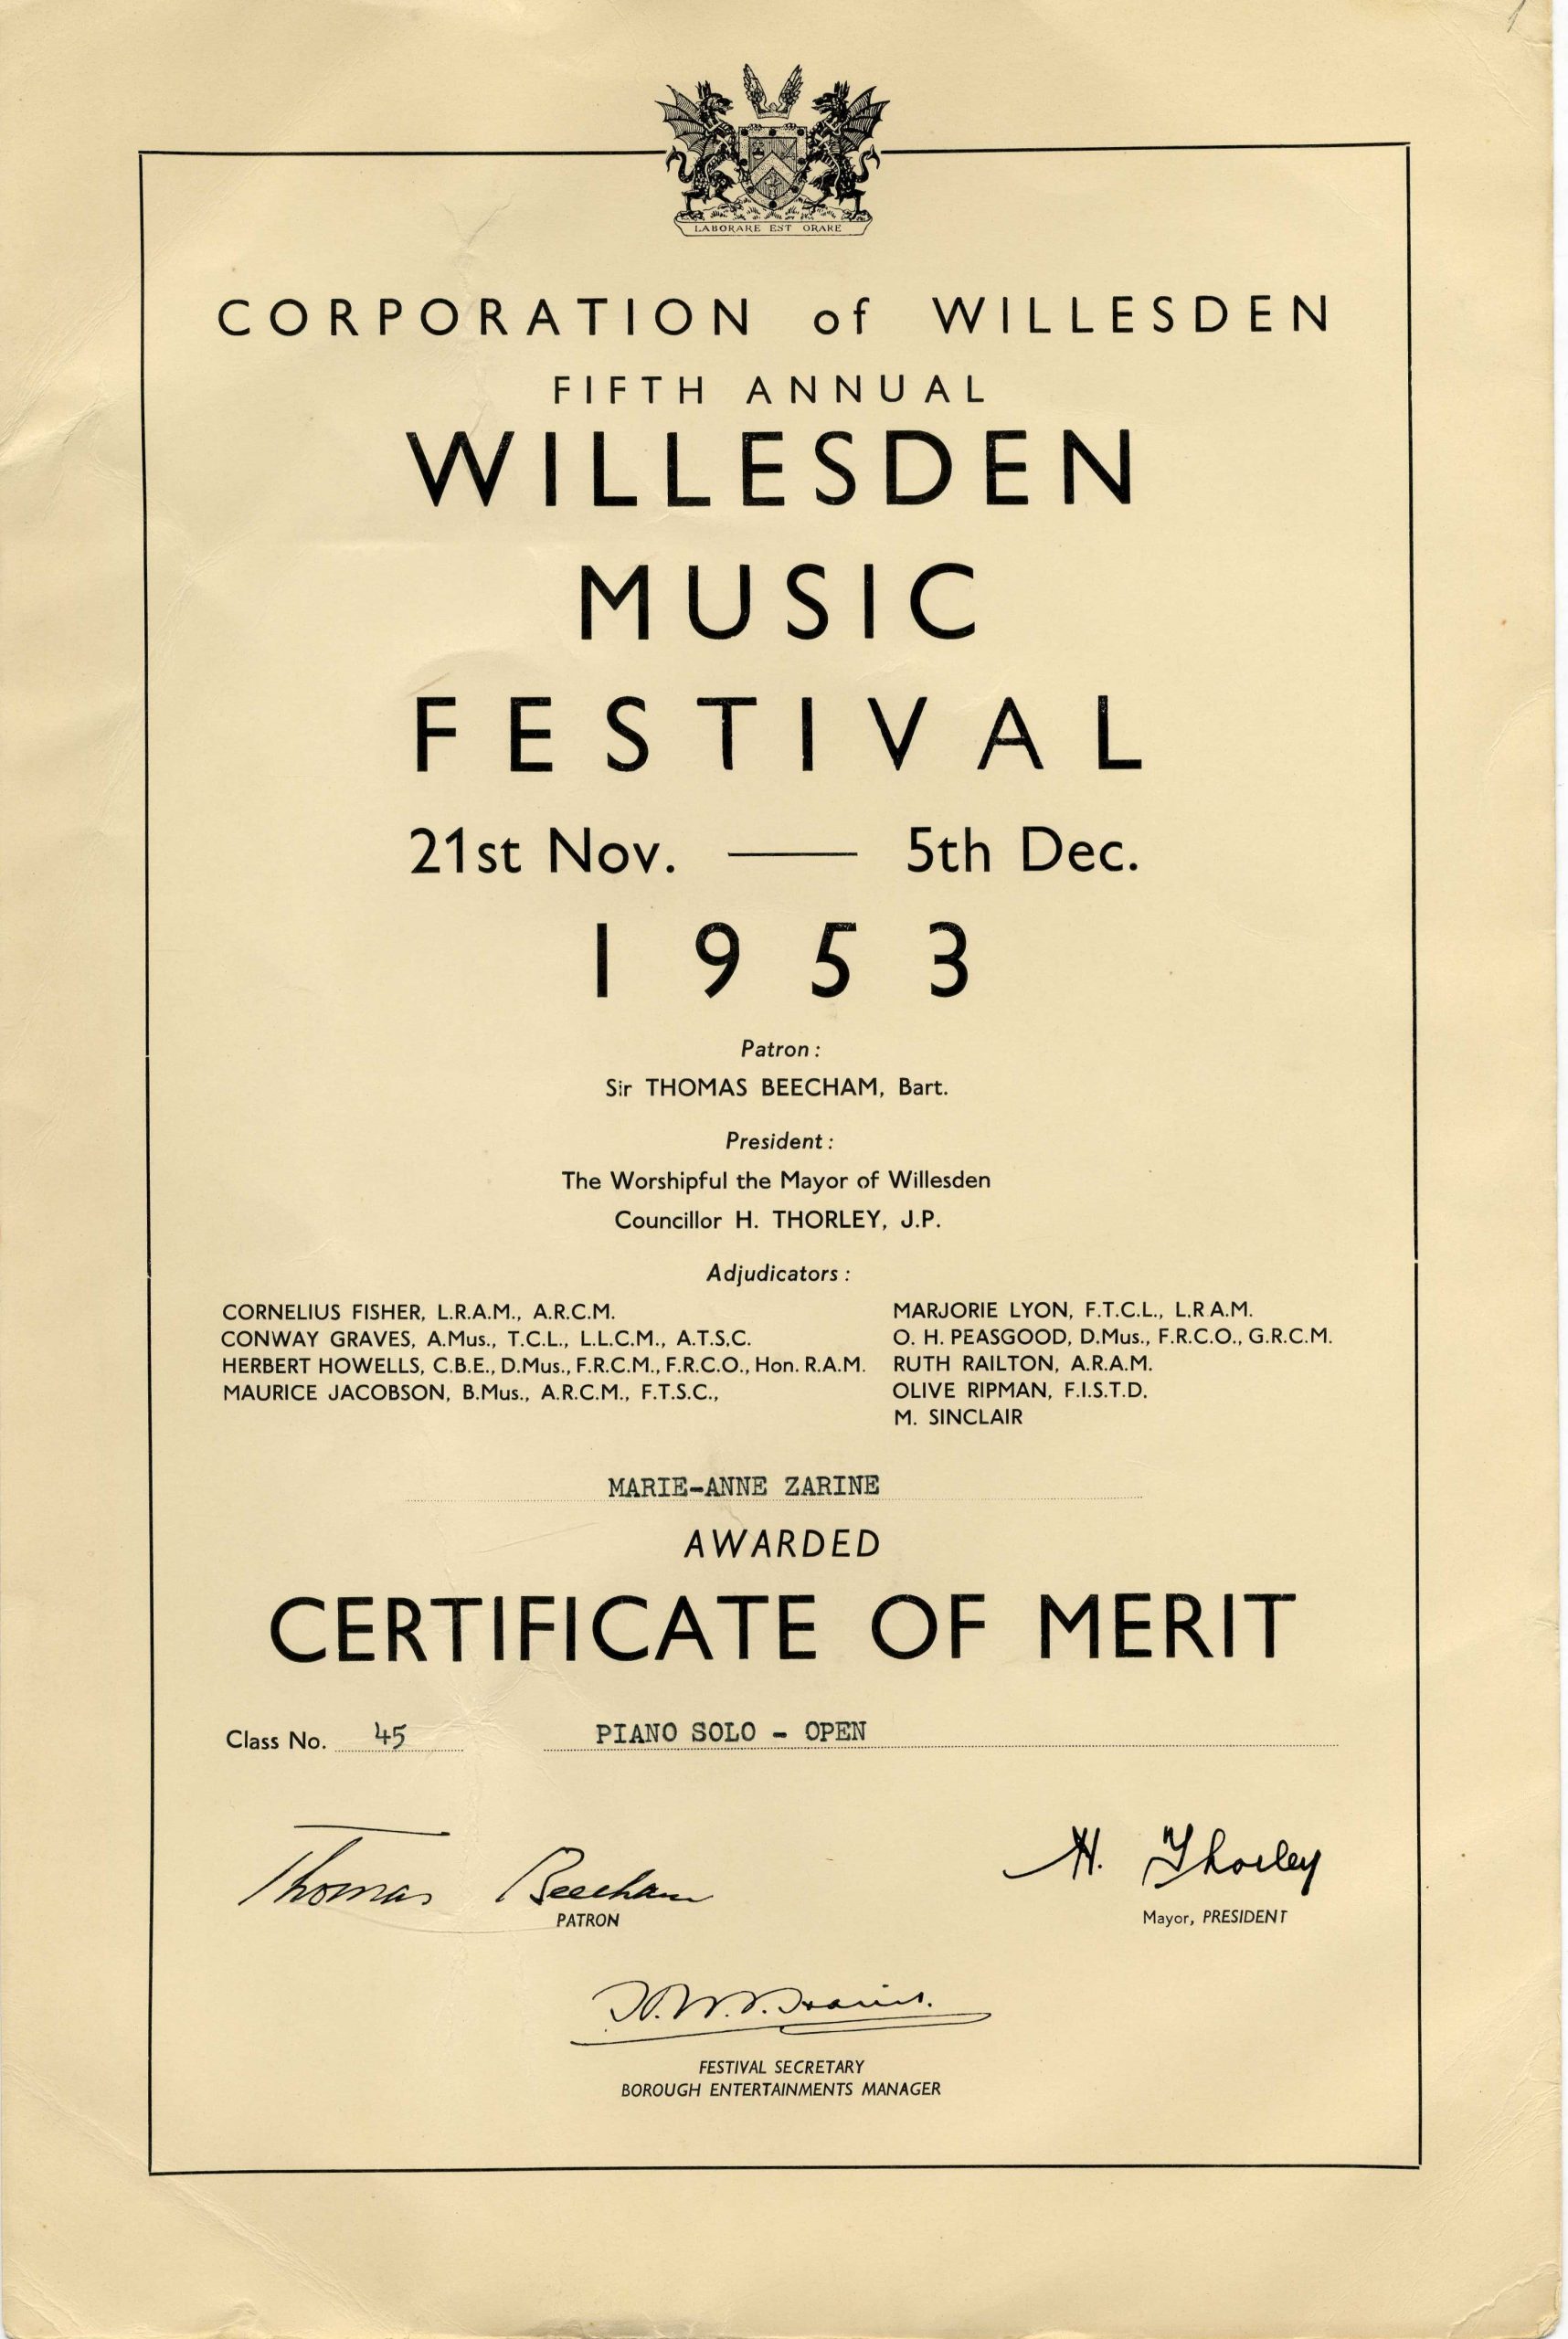 LABORARE EST ORARE
CORPORATION of WILLESDEN
FIFTH ANNUAL
WILLESDEN
MUSIC
FESTIVAL
21st Nov. — 5th Dec.
1953
Patron :
Sir THOMAS BEECHAM, Bart.
President :
The Worshipful the Mayor of Willesden
Councillor H. THORLEY, J.P.
Adjudicators :
CORNELIUS FISHER, L.R.A.M., A.R.C.M.
CONWAY GRAVES, A.Mus., T.C.L., L.L.C.M., A.T.S.C.
HERBERT HOWELLS, C.B.E., D.Mus., F.R.C.M., F.R.C.O., Hon. R.A.M.
MAURICE JACOBSON, B.Mus., A.R.C.M., F.T.S.C.,
MARJORIE LYON, F.T.C.L., L.R A.M.
O. H. PEASGOOD, D.Mus., F.R.C.O., G.R.C.M.
RUTH RAILTON, A.R.A.M.
OLIVE RIPMAN, F.I.S.T.D.
M. SINCLAIR
MARIE-ANNE ZARINE
AWARDED
CERTIFICATE OF MERIT
Class No. 45 PIANO SOLO - OPEN
Thomas Beecham
PATRON
H. Thorley
Mayor, PRESIDENT
FESTIVAL SECRETARY
BOROUGH ENTERTAINMENTS MANAGER